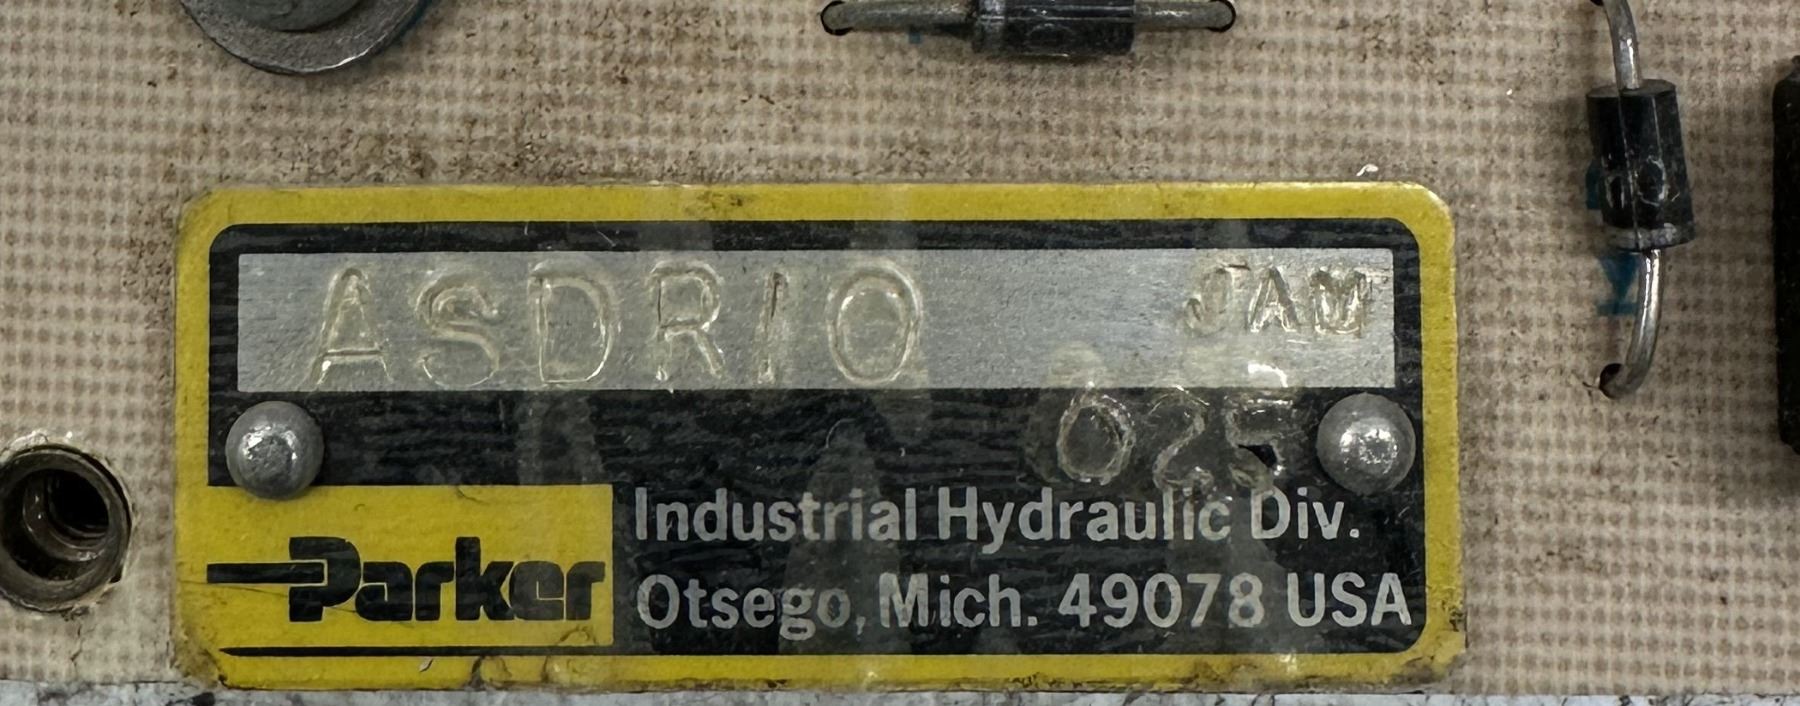 ASDR10 JAM
025
Parker
Industrial Hydraulic Div.
Otsego, Mich. 49078 USA